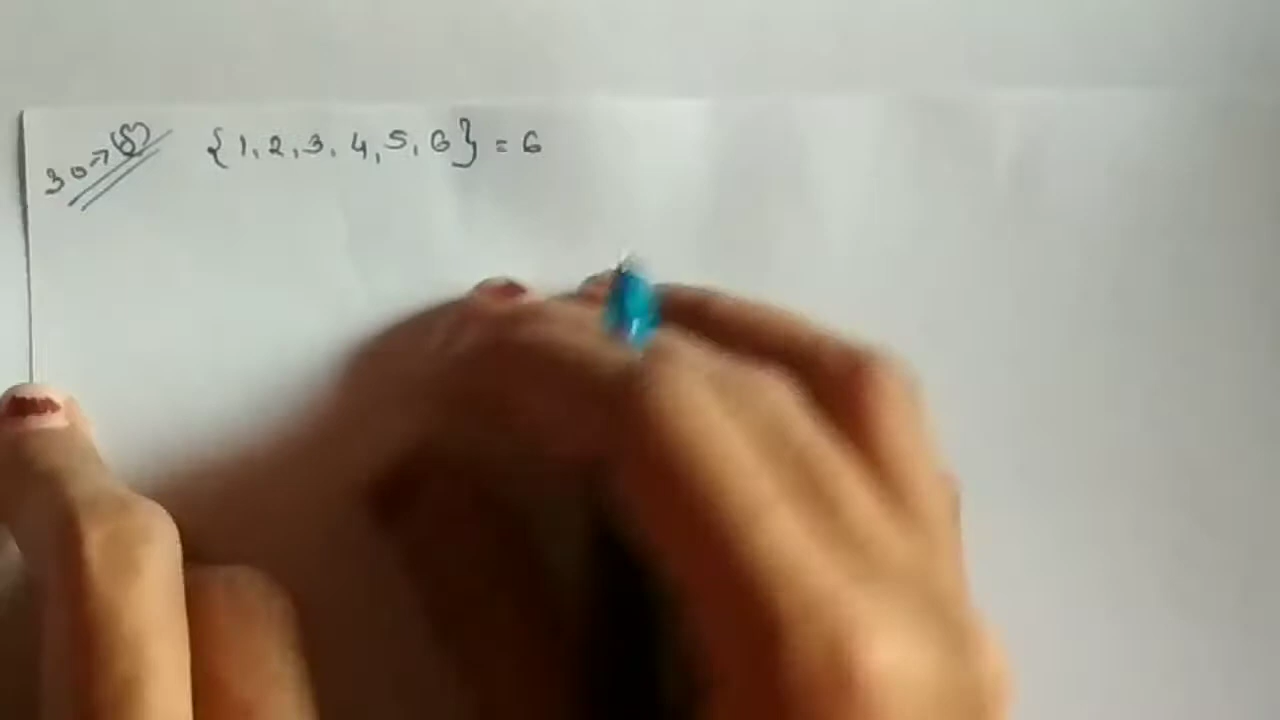 30→
{1, 2, 3, 4, 5, 6} = 6